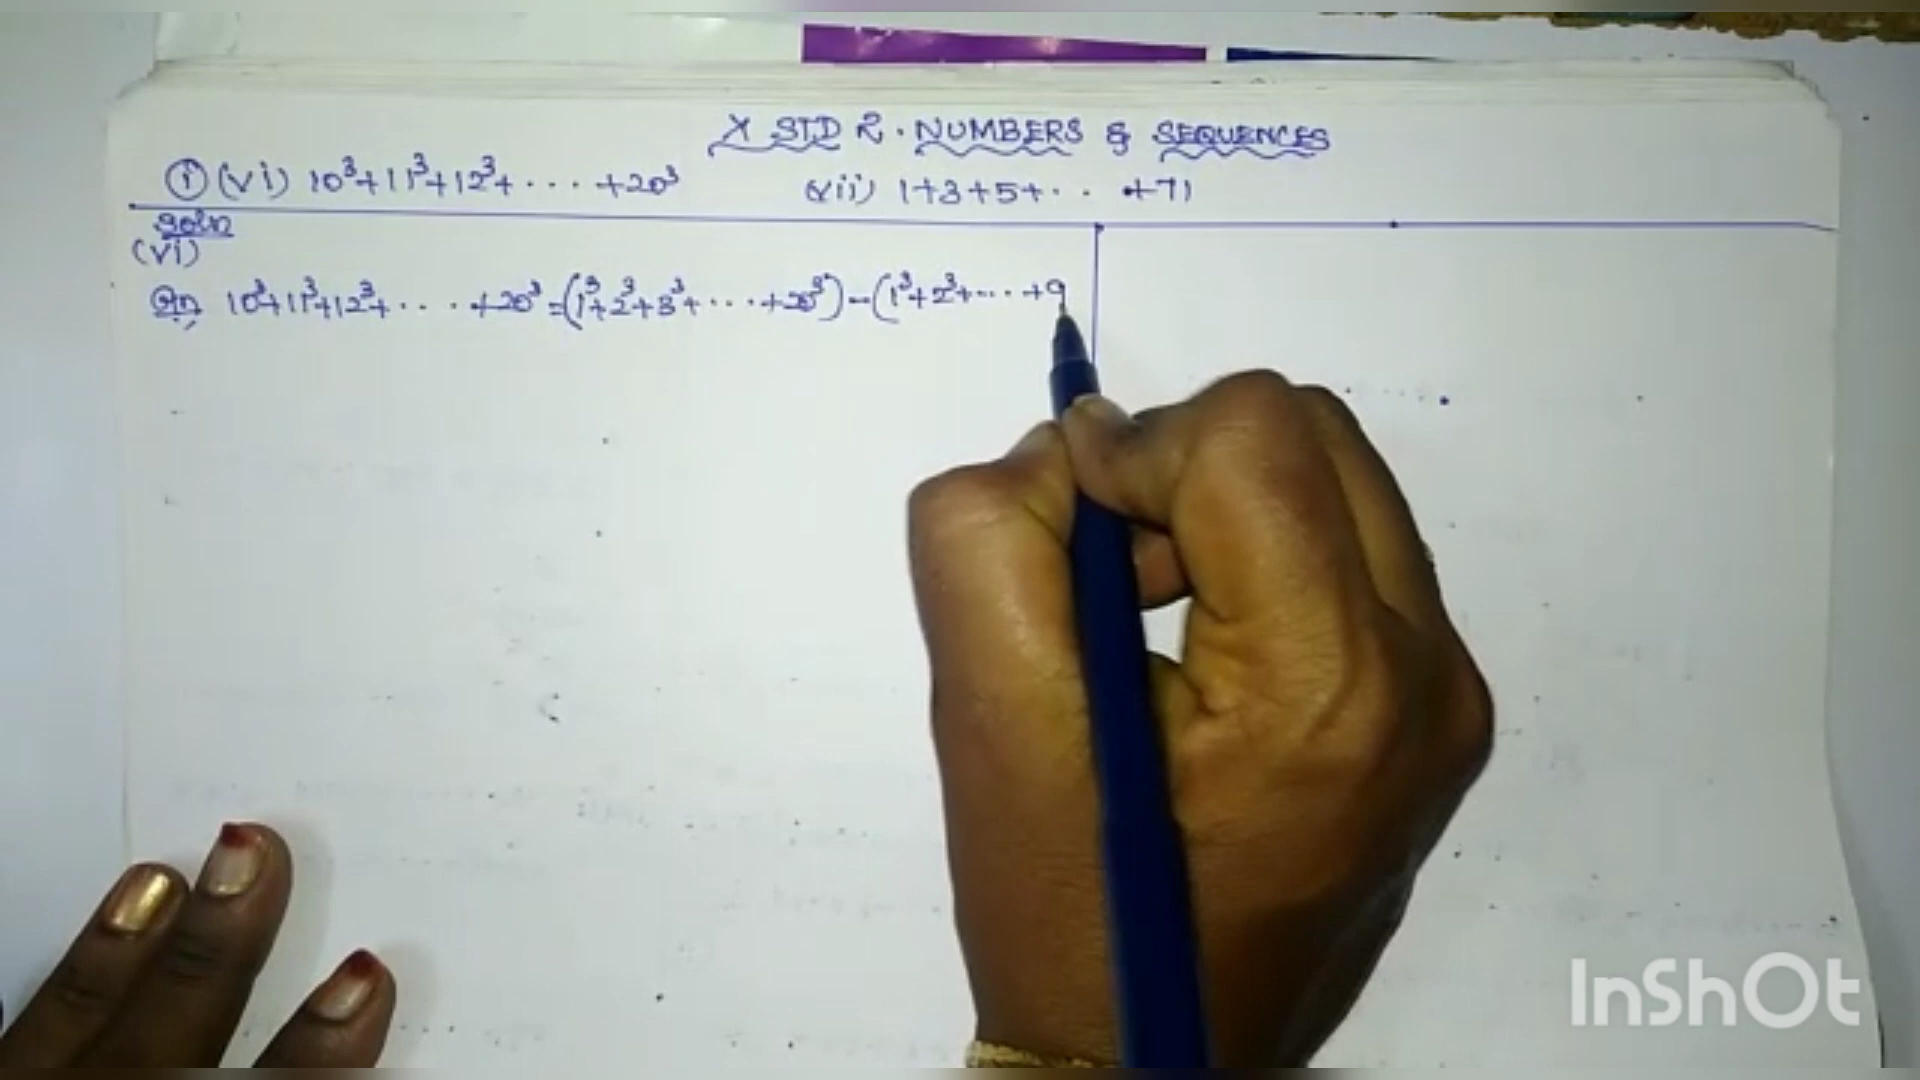 X STD 2. NUMBERS & SEQUENCES
① (vi) 10³+11³+12³+ .... +20³ (vii) 1+3+5+.. . +71
Soln
(vi)
10³+11³+12³+ .... +20³ =(1³+2³+3³+ ... +20³)-(1³+2³+...+9
InShOt